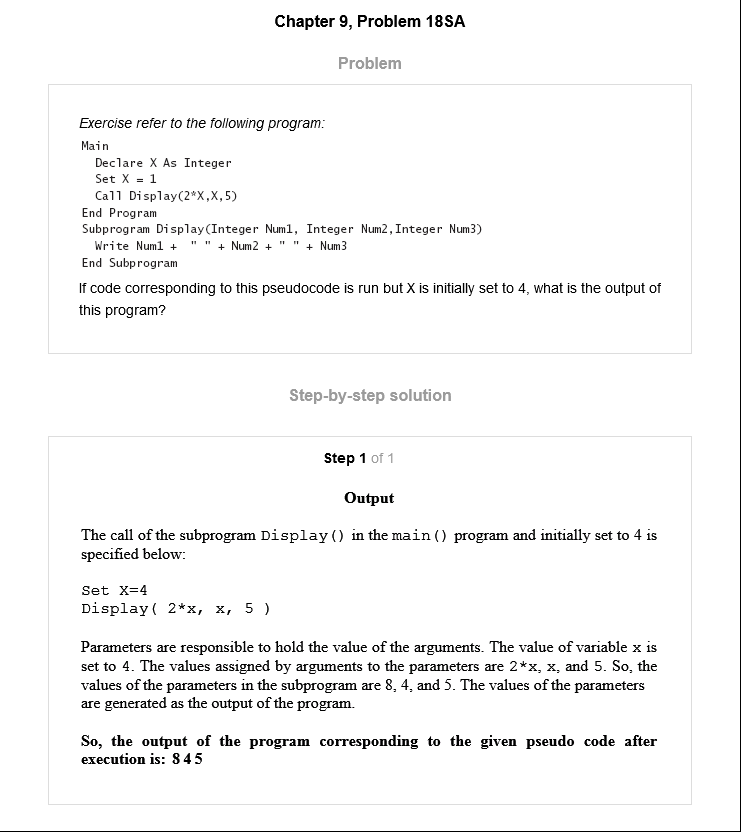 Chapter 9, Problem 18SA
Problem
Exercise refer to the following program:
Main
Declare X As Integer
Set X = 1
Call Display(2*X,X,5)
End Program
Subprogram Display(Integer Num1, Integer Num2,Integer Num3)
Write Num1 + " " + Num2 + " " + Num3
End Subprogram
If code corresponding to this pseudocode is run but X is initially set to 4, what is the output of
this program?
Step-by-step solution
Step 1 of 1
Output
The call of the subprogram Display() in the main() program and initially set to 4 is
specified below:
Set X=4
Display( 2*x, x, 5 )
Parameters are responsible to hold the value of the arguments. The value of variable x is
set to 4. The values assigned by arguments to the parameters are 2*x, x, and 5. So, the
values of the parameters in the subprogram are 8, 4, and 5. The values of the parameters
are generated as the output of the program.
So, the output of the program corresponding to the given pseudo code after
execution is: 8 4 5